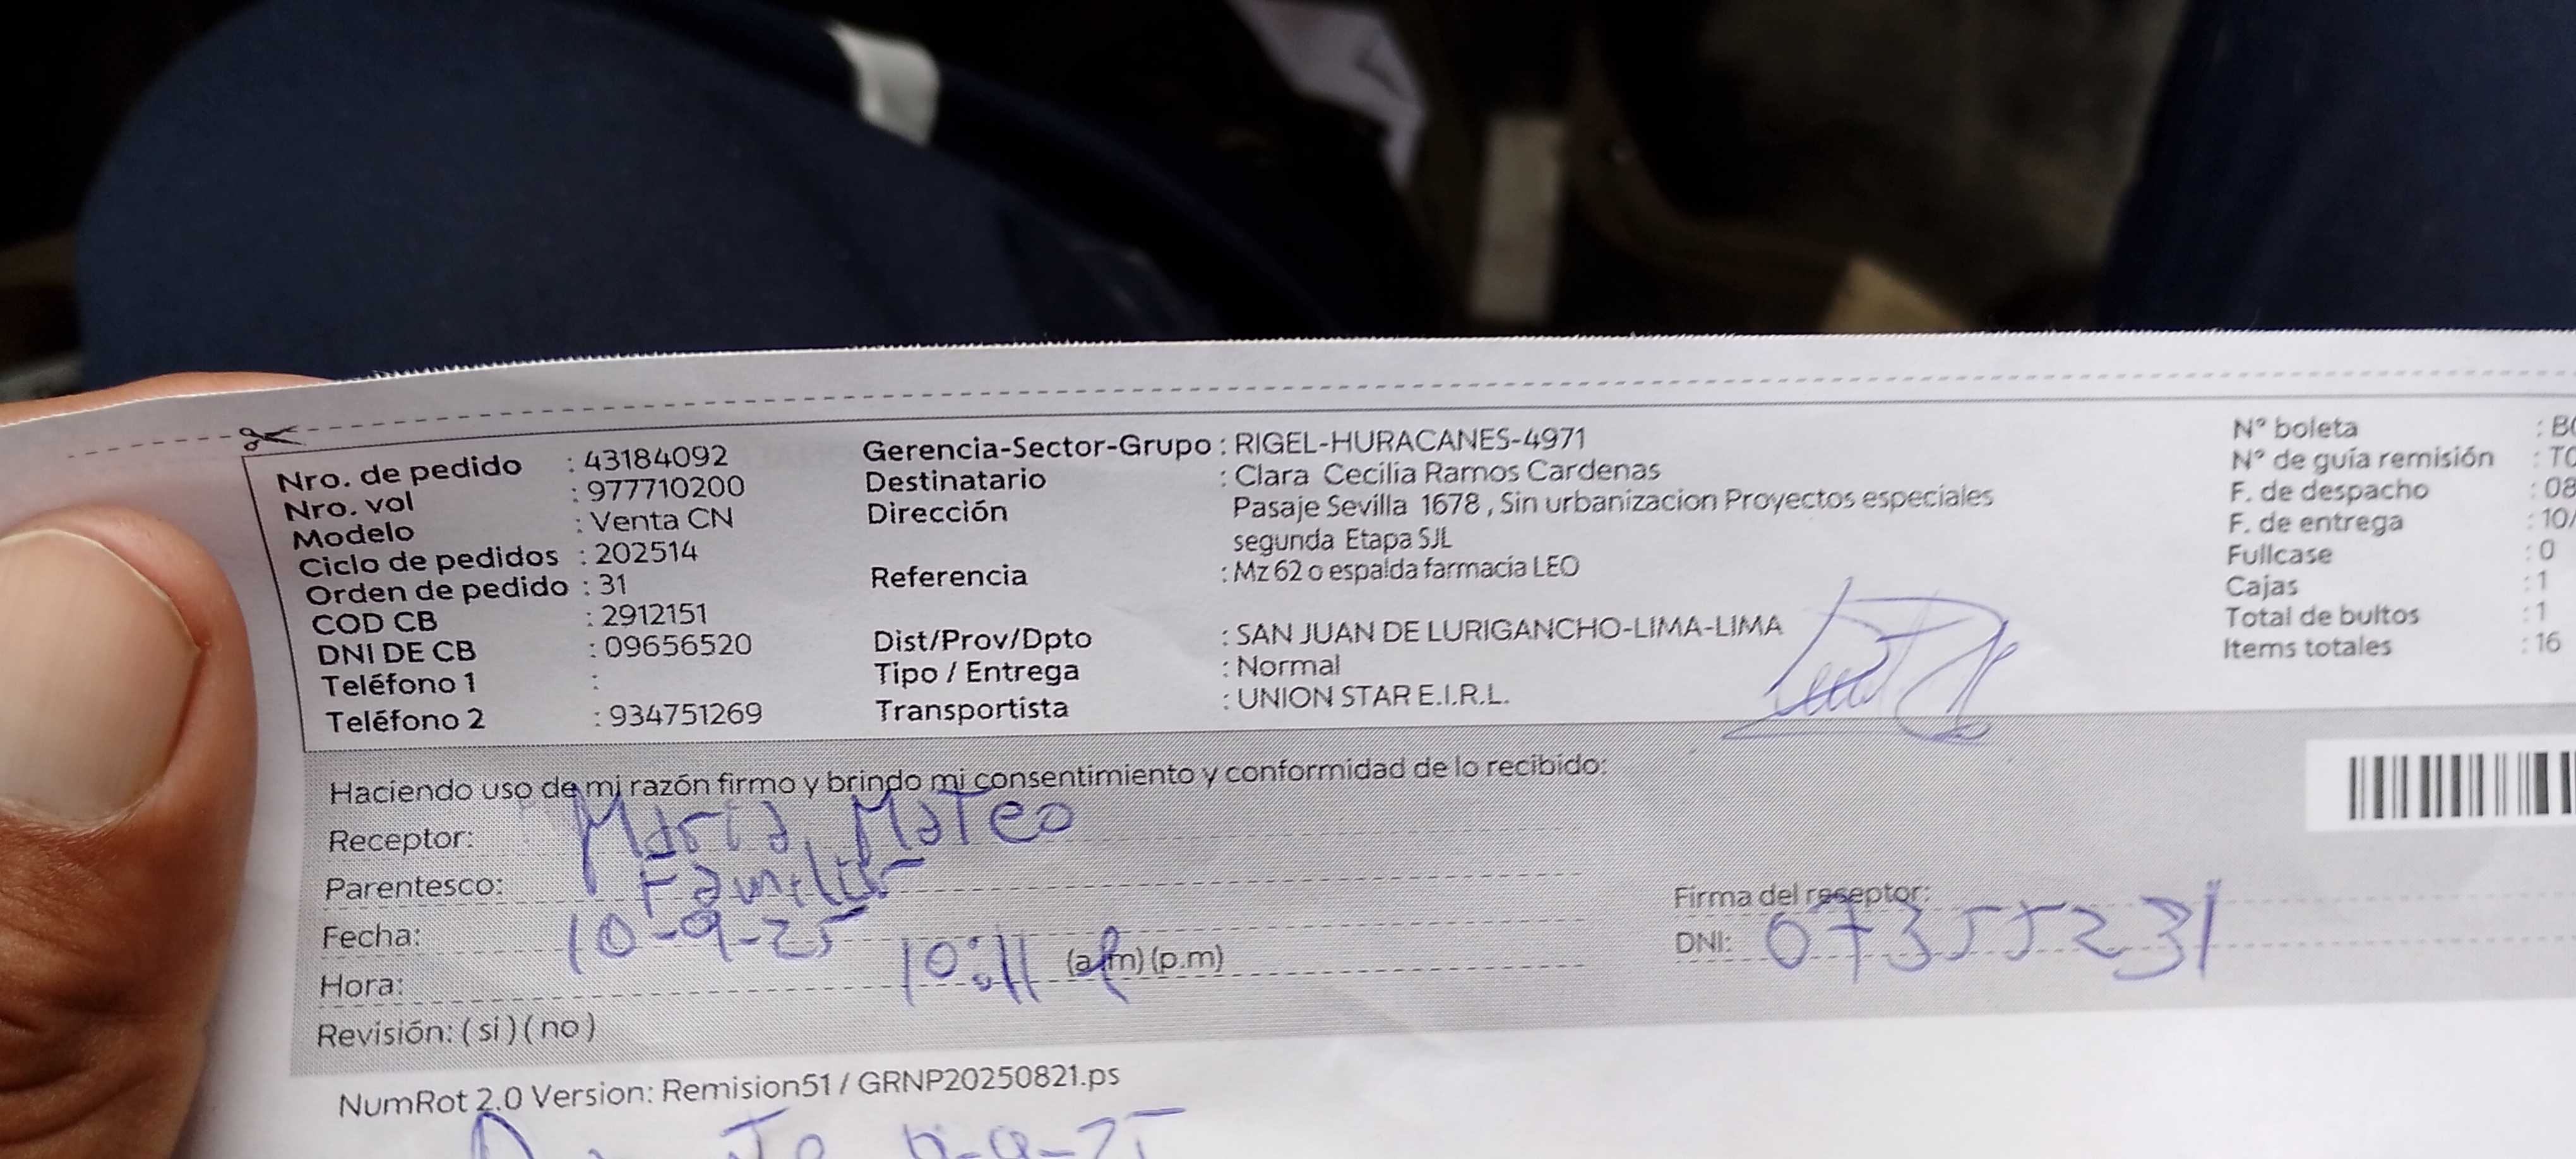 Nro. de pedido : 43184092
Nro. vol : 977710200
Modelo : Venta CN
Ciclo de pedidos : 202514
Orden de pedido : 31
COD CB : 2912151
DNI DE CB : 09656520
Teléfono 1 :
Teléfono 2 : 934751269
Gerencia-Sector-Grupo : RIGEL-HURACANES-4971
Destinatario : Clara Cecilia Ramos Cardenas
Dirección Pasaje Sevilla 1678 , Sin urbanizacion Proyectos especiales
segunda Etapa SJL
Referencia : Mz 62 o espalda farmacia LEO
Dist/Prov/Dpto : SAN JUAN DE LURIGANCHO-LIMA-LIMA
Tipo / Entrega : Normal
Transportista : UNION STAR E.I.R.L.
N° boleta : B
N° de guía remisión : T
F. de despacho : 08
F. de entrega : 10/
Fullcase : 0
Cajas : 1
Total de bultos : 1
Items totales : 16
Haciendo uso de mi razón firmo y brindo mi consentimiento y conformidad de lo recibido:
Receptor: Maria Mateo
Parentesco: Familiar
Fecha: 10-9-25
Hora: 10:11 (a.m) (p.m)
Revisión: ( si ) ( no )
Firma del receptor:
DNI: 07355231
NumRot 2.0 Version: Remision51 / GRNP20250821.ps